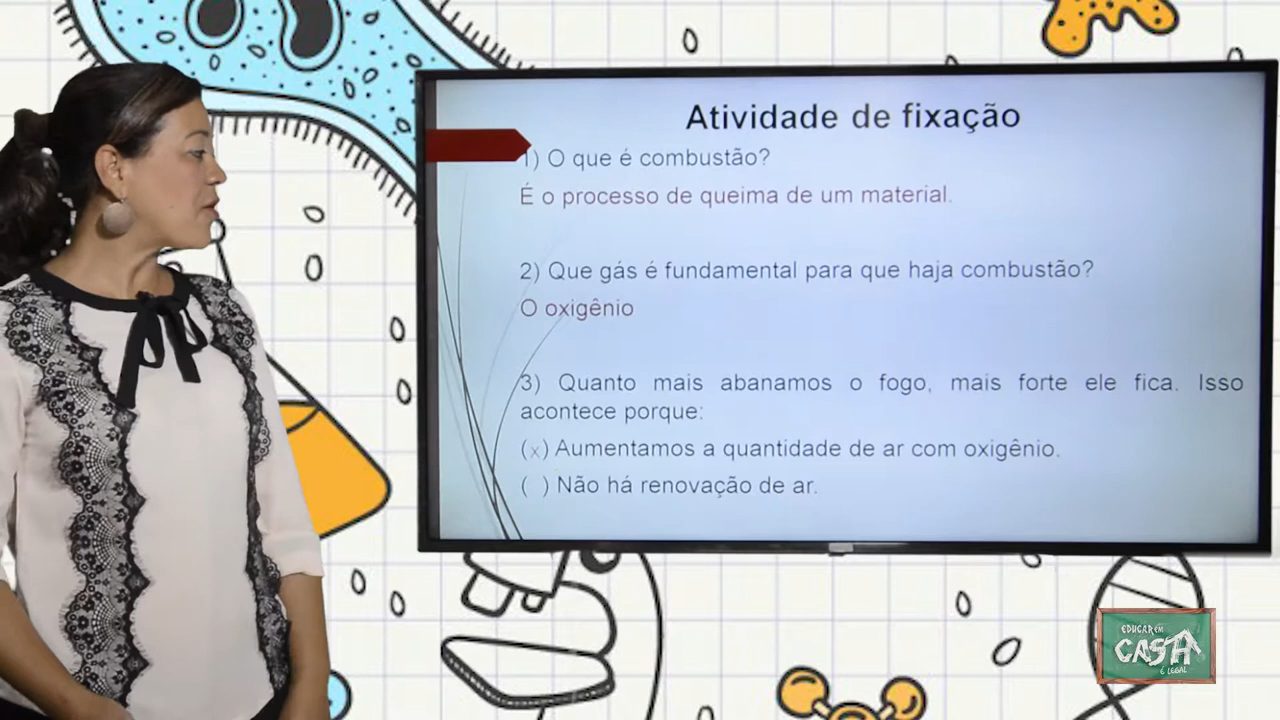 Atividade de fixação
1) O que é combustão?
É o processo de queima de um material.
2) Que gás é fundamental para que haja combustão?
O oxigênio
3) Quanto mais abanamos o fogo, mais forte ele fica. Isso
acontece porque:
(x) Aumentamos a quantidade de ar com oxigênio.
( ) Não há renovação de ar.
EDUCAR EM
CASA
É LEGAL